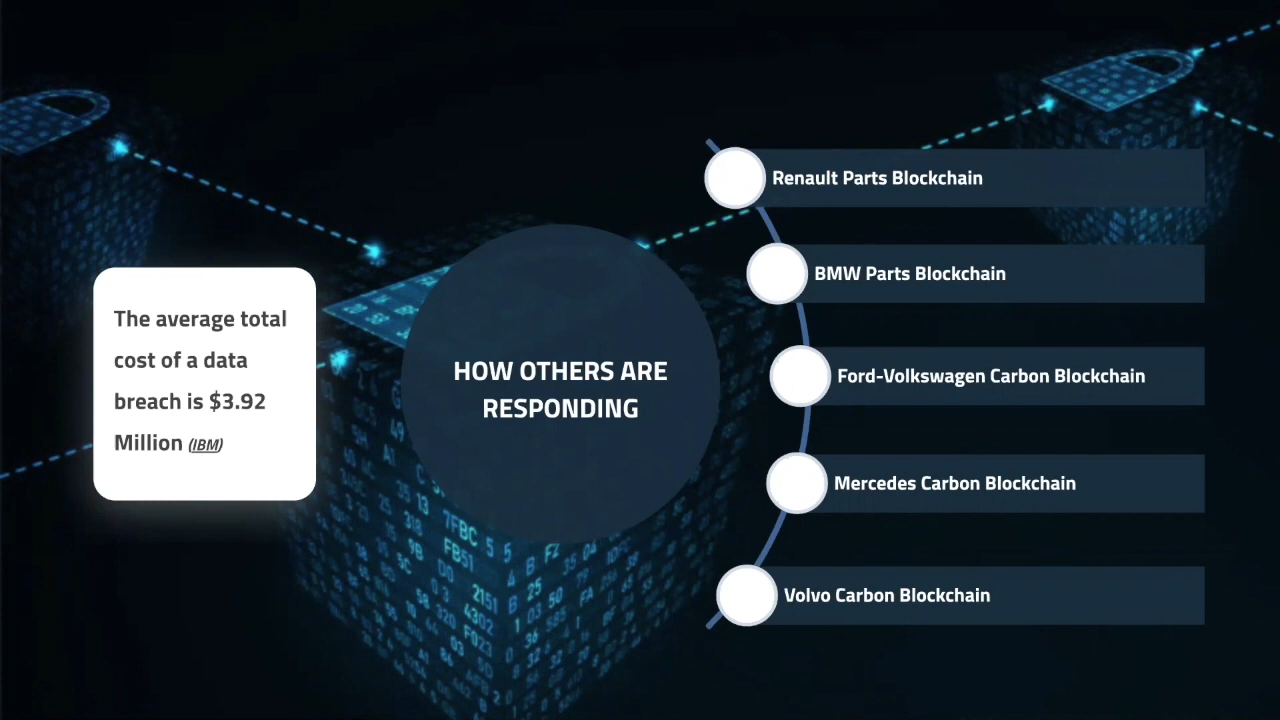 The average total
cost of a data
breach is $3.92
Million (IBM)
HOW OTHERS ARE
RESPONDING
Renault Parts Blockchain
BMW Parts Blockchain
Ford-Volkswagen Carbon Blockchain
Mercedes Carbon Blockchain
Volvo Carbon Blockchain